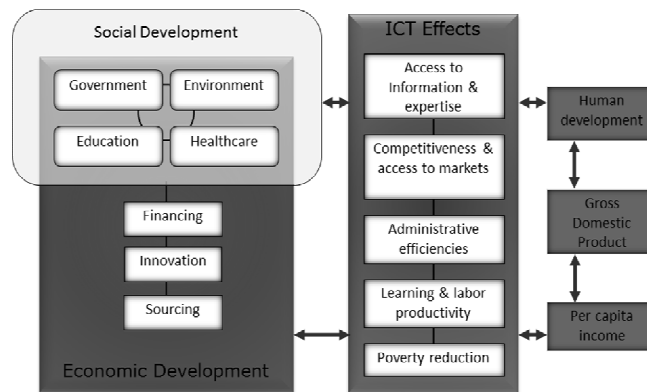 Social Development
Government
Environment
Education
Healthcare
Financing
Innovation
Sourcing
Economic Development
ICT Effects
Access to
Information &
expertise
Competitiveness &
access to markets
Administrative
efficiencies
Learning & labor
productivity
Poverty reduction
Human
development
Gross
Domestic
Product
Per capita
income